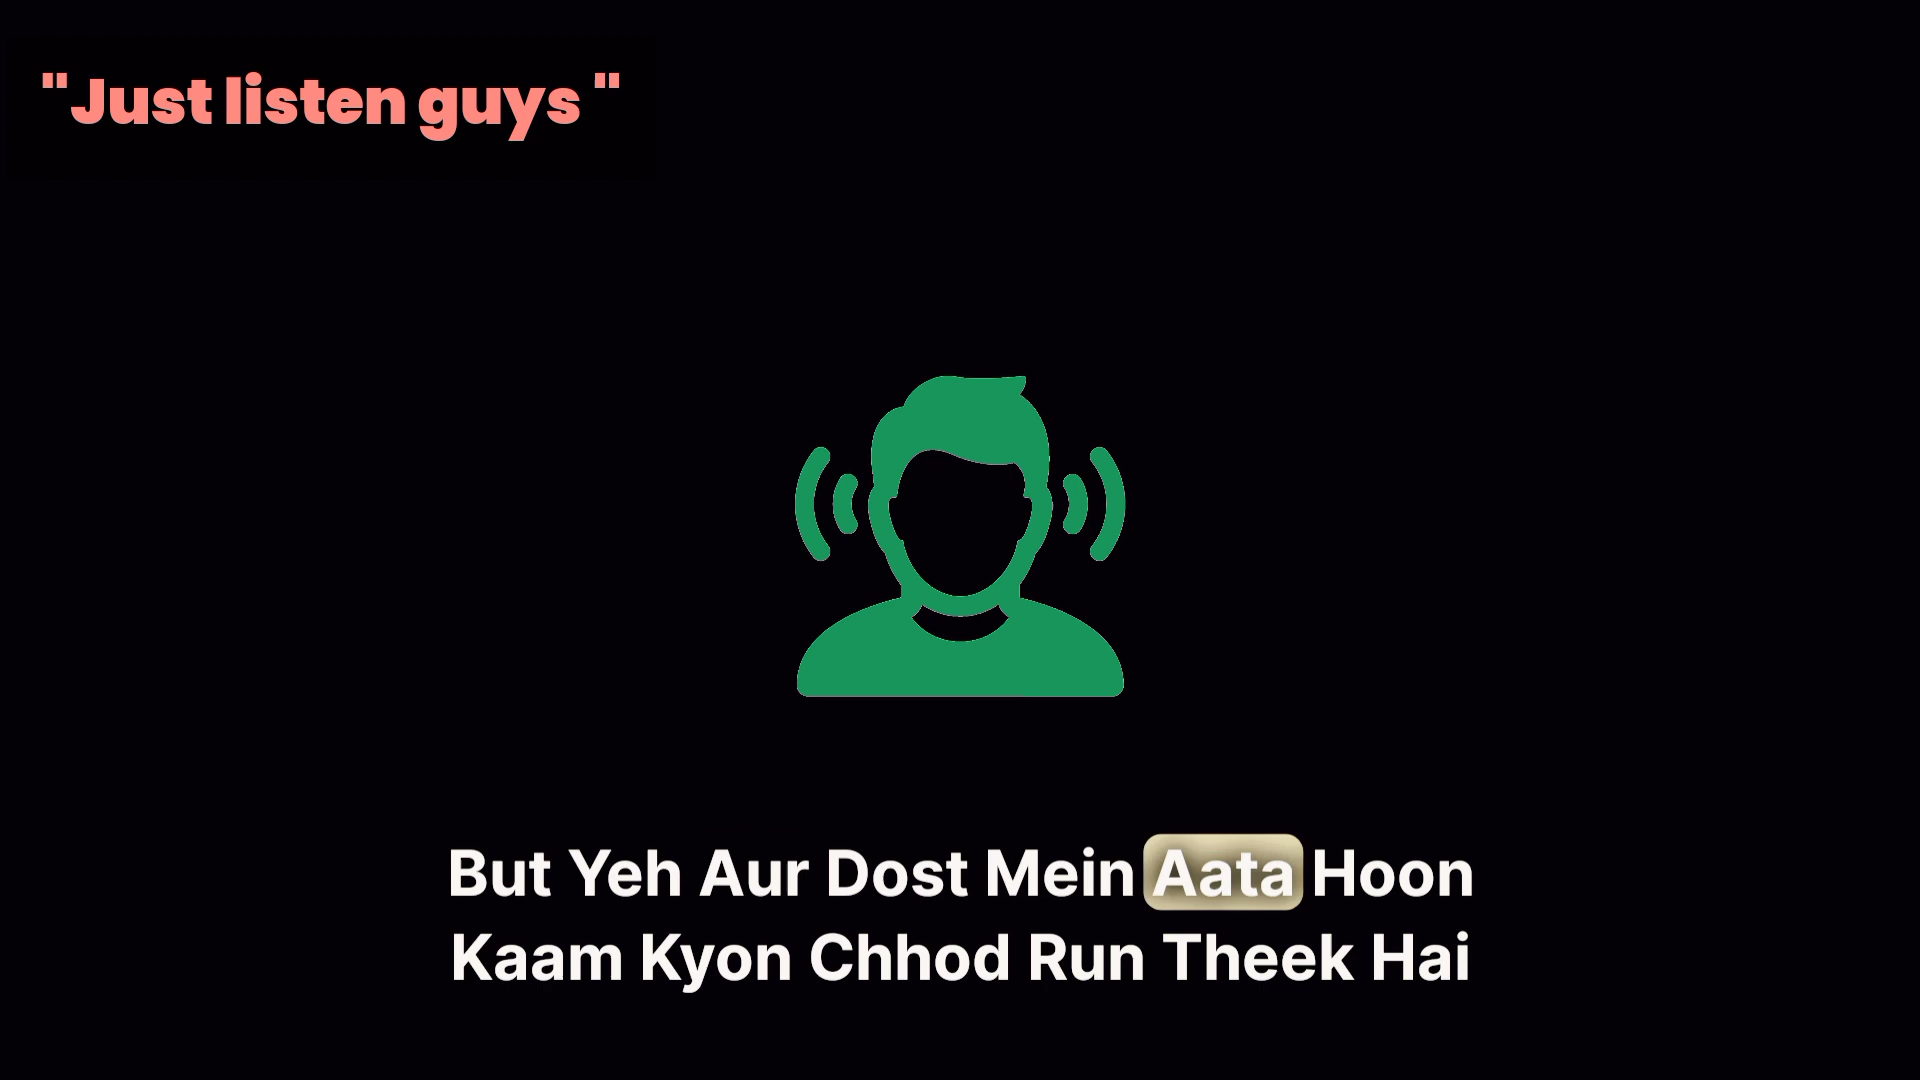 "Just listen guys "
But Yeh Aur Dost Mein Aata Hoon
Kaam Kyon Chhod Run Theek Hai